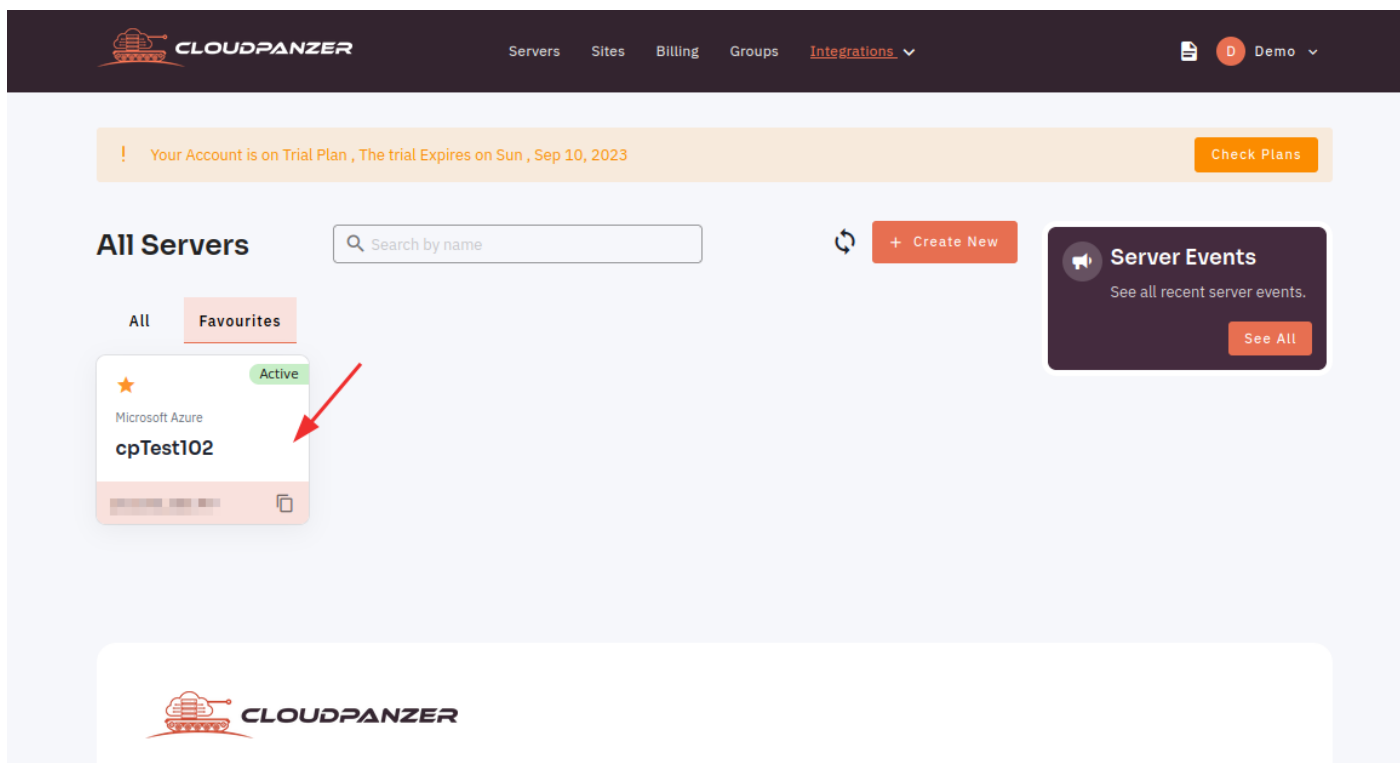 CLOUDPANZER
Servers Sites Billing Groups Integrations
D Demo
! Your Account is on Trial Plan , The trial Expires on Sun , Sep 10, 2023
Check Plans
All Servers
Search by name
+ Create New
Server Events
See all recent server events.
See All
All Favourites
Active
Microsoft Azure
cpTest102
CLOUDPANZER